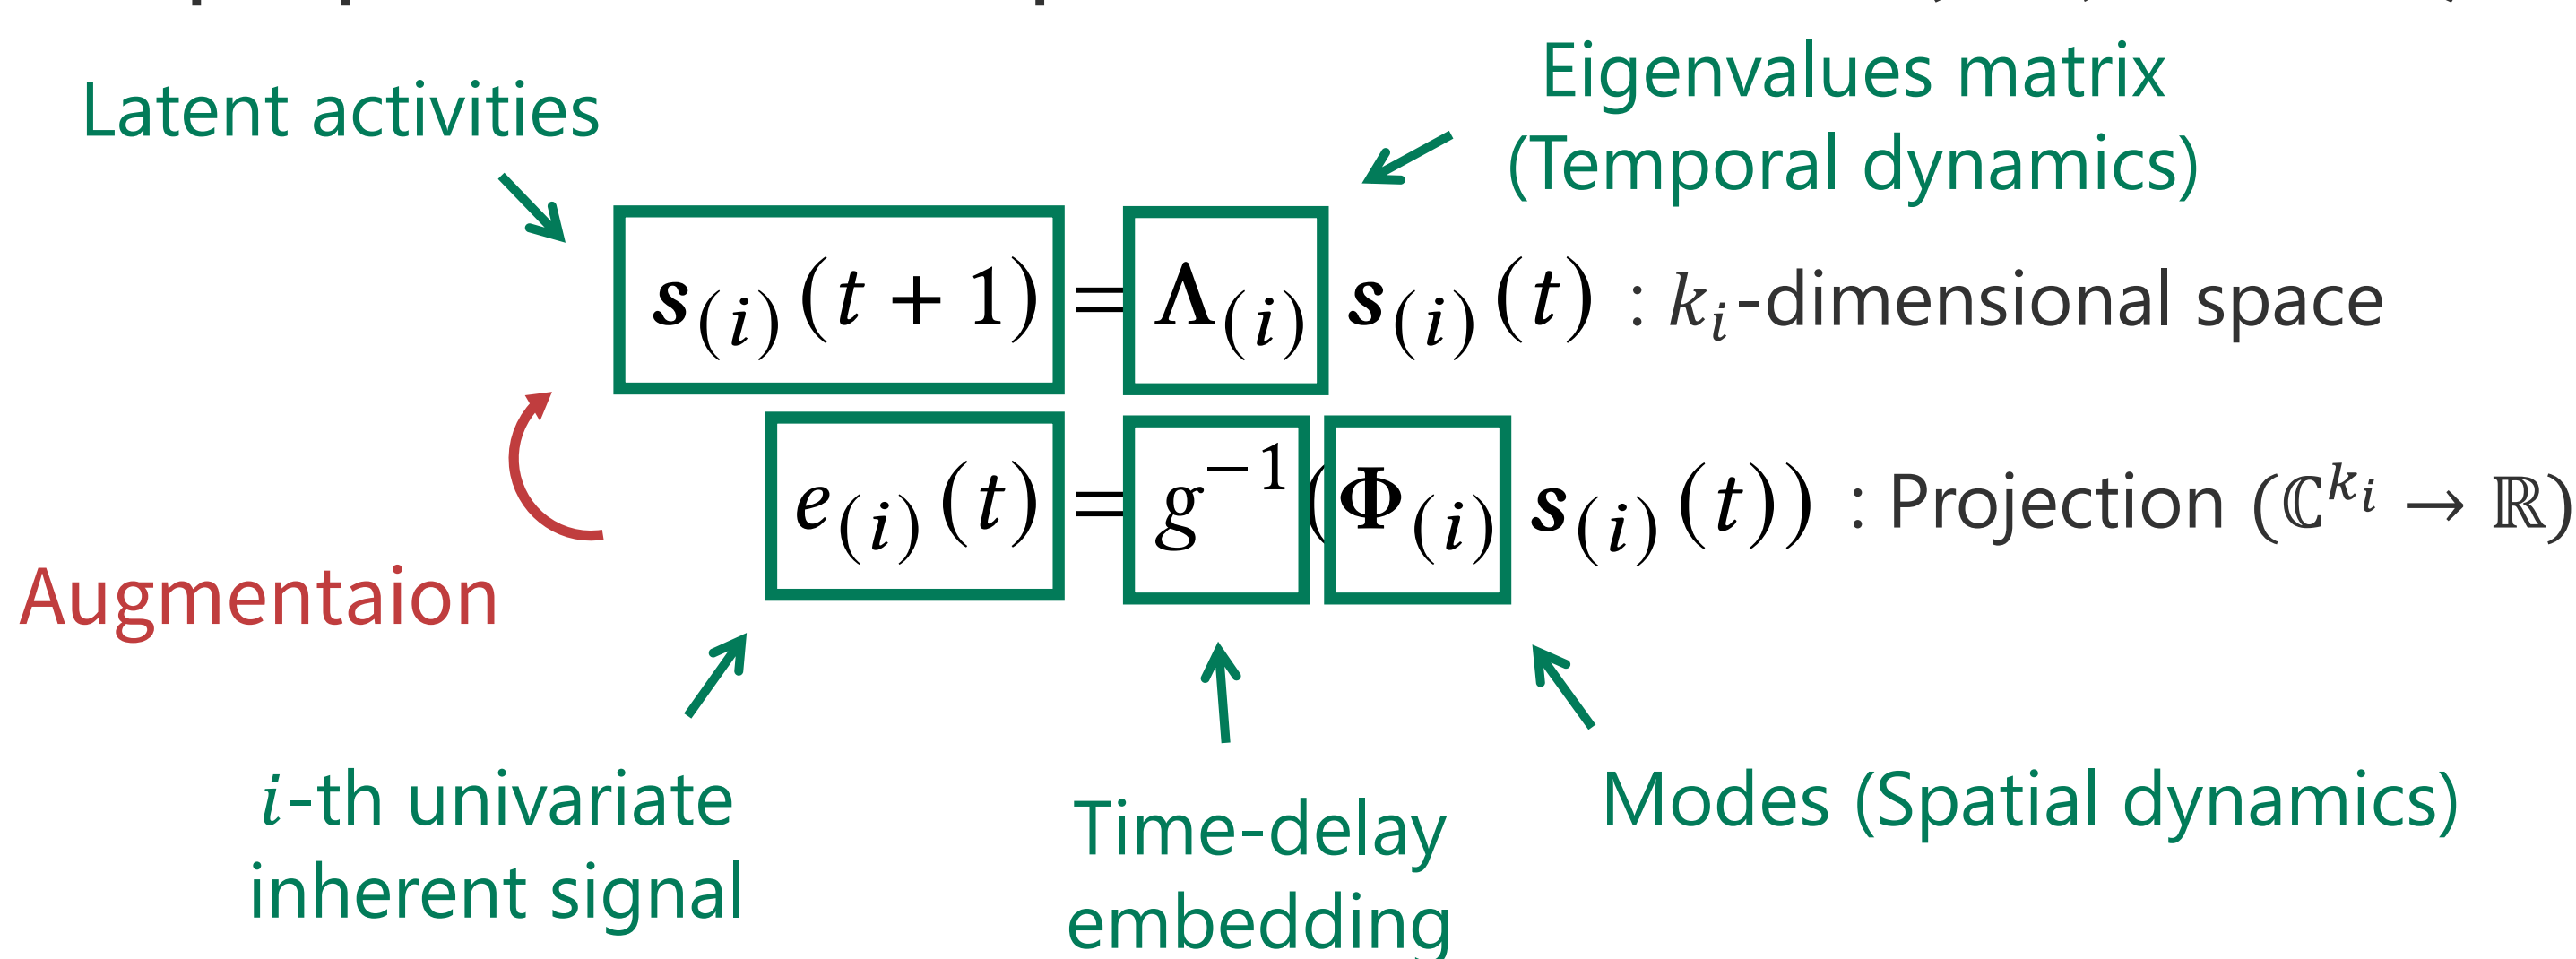 Latent activities
Eigenvalues matrix
(Temporal dynamics)
s(i)(t + 1) = Λ(i) s(i)(t) : kᵢ-dimensional space
e(i)(t) = g⁻¹(Φ(i) s(i)(t)) : Projection (ℂ^kᵢ → ℝ)
Augmentaion
i-th univariate
inherent signal
Time-delay
embedding
Modes (Spatial dynamics)